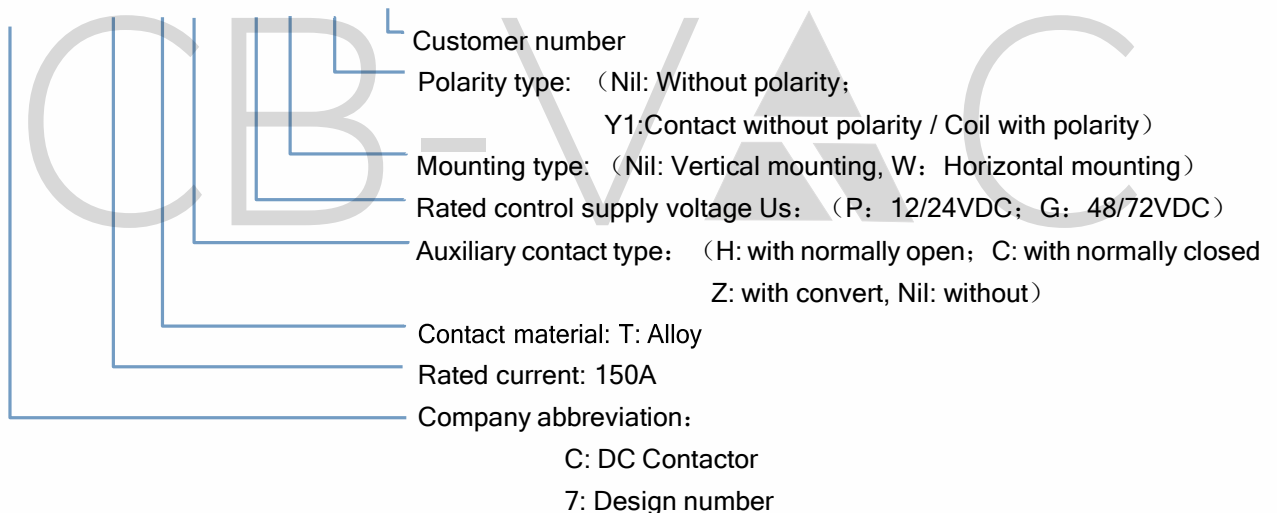 CB-VAC
Customer number
Polarity type: （Nil: Without polarity；
Y1:Contact without polarity / Coil with polarity）
Mounting type: （Nil: Vertical mounting, W：Horizontal mounting）
Rated control supply voltage Us：（P：12/24VDC；G：48/72VDC）
Auxiliary contact type：（H: with normally open；C: with normally closed
Z: with convert, Nil: without）
Contact material: T: Alloy
Rated current: 150A
Company abbreviation：
C: DC Contactor
7: Design number